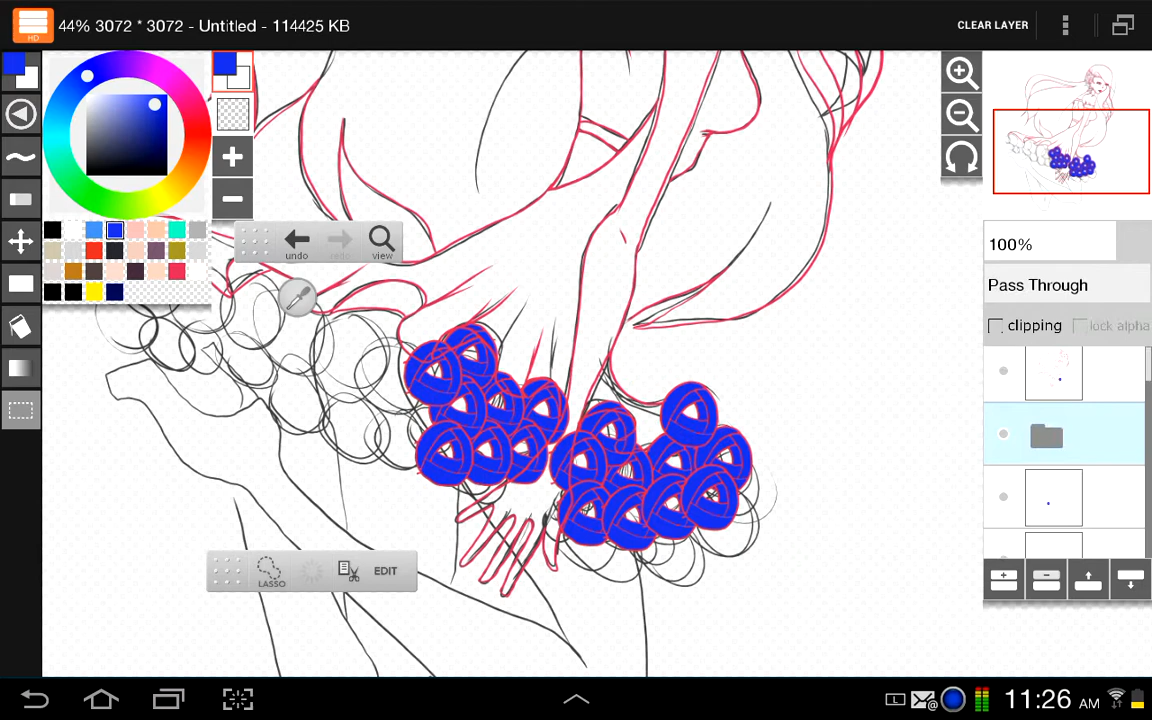 HD
44% 3072 * 3072 - Untitled - 114425 KB
CLEAR LAYER
undo
redo
view
100%
Pass Through
clipping
lock alpha
LASSO
EDIT
L
@
11:26 AM